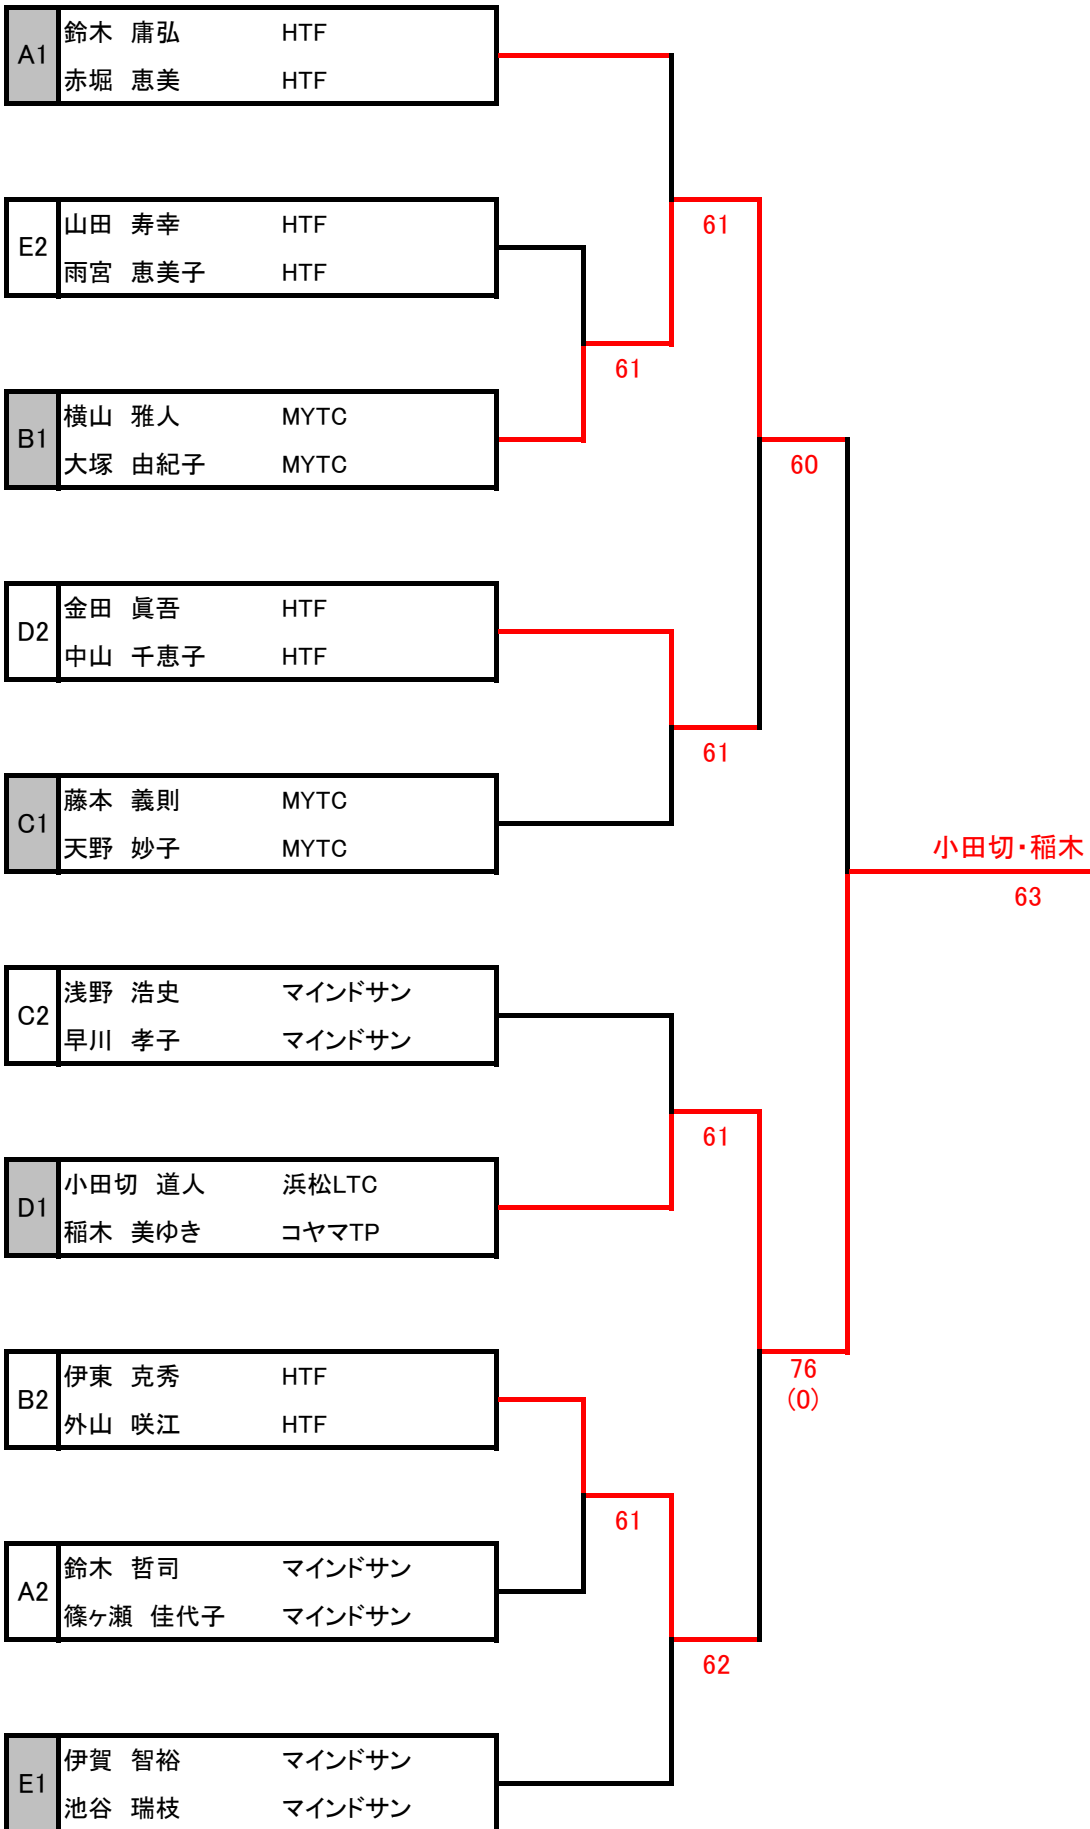 A1
鈴木 庸弘 HTF
赤堀 恵美 HTF
E2
山田 寿幸 HTF
雨宮 恵美子 HTF
61
61
B1
横山 雅人 MYTC
大塚 由紀子 MYTC
60
D2
金田 眞吾 HTF
中山 千恵子 HTF
61
C1
藤本 義則 MYTC
天野 妙子 MYTC
小田切・稲木
63
C2
浅野 浩史 マインドサン
早川 孝子 マインドサン
61
D1
小田切 道人 浜松LTC
稲木 美ゆき コヤマTP
B2
伊東 克秀 HTF
外山 咲江 HTF
76
(0)
61
A2
鈴木 哲司 マインドサン
篠ヶ瀬 佳代子 マインドサン
62
E1
伊賀 智裕 マインドサン
池谷 瑞枝 マインドサン